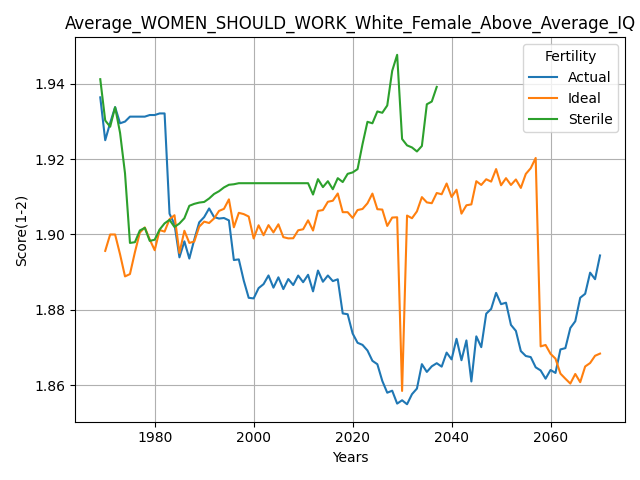 Average_WOMEN_SHOULD_WORK_White_Female_Above_Average_IQ
Fertility
Actual
Ideal
Sterile
Score(1-2)
1.94
1.92
1.90
1.88
1.86
1980
2000
2020
2040
2060
Years